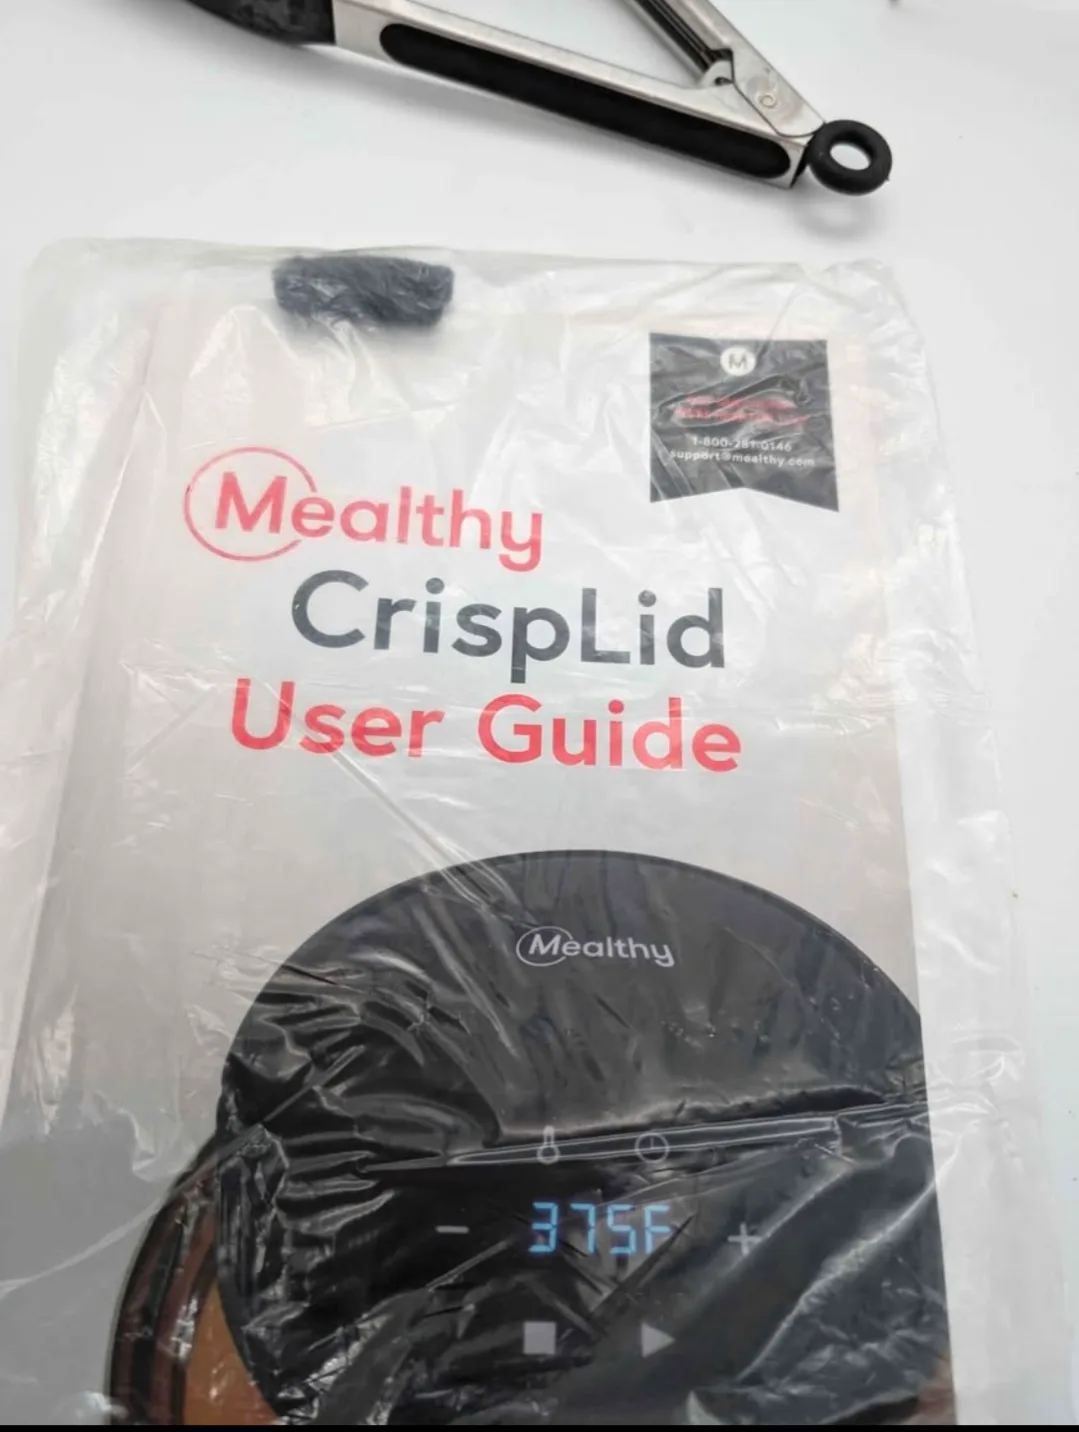 M
1-800-281-0146
support@mealthy.com
Mealthy
CrispLid
User Guide
Mealthy
375F